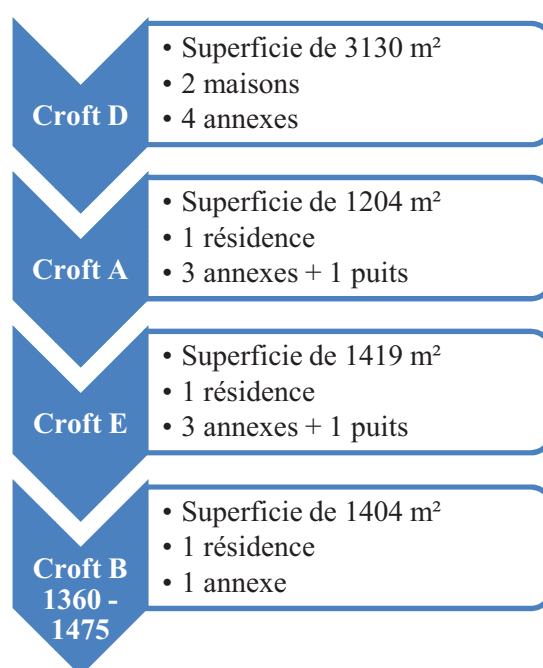 Croft D
• Superficie de 3130 m²
• 2 maisons
• 4 annexes
Croft A
• Superficie de 1204 m²
• 1 résidence
• 3 annexes + 1 puits
Croft E
• Superficie de 1419 m²
• 1 résidence
• 3 annexes + 1 puits
Croft B
1360 -
1475
• Superficie de 1404 m²
• 1 résidence
• 1 annexe